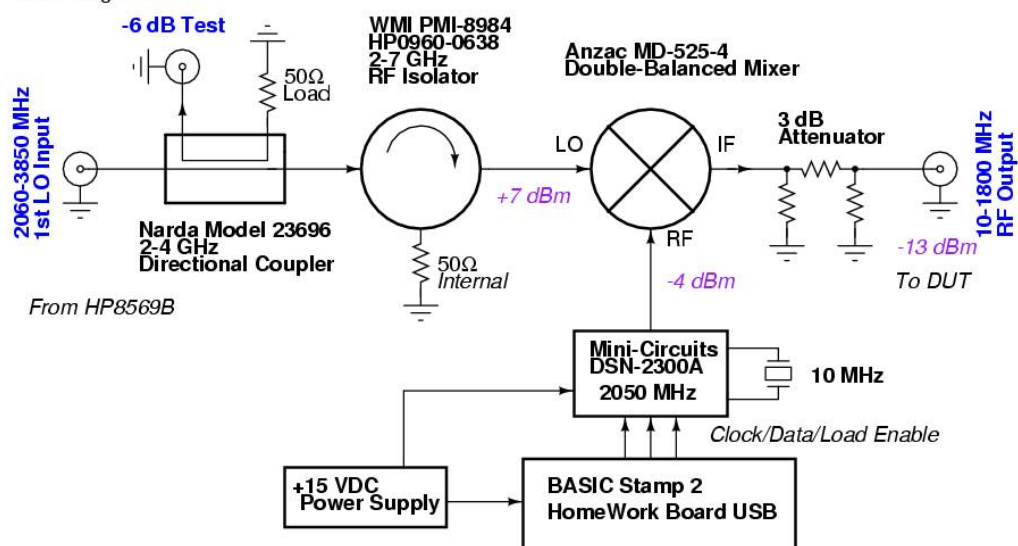 -6 dB Test
50Ω
Load
WMI PMI-8984
HP0960-0638
2-7 GHz
RF Isolator
Anzac MD-525-4
Double-Balanced Mixer
3 dB
Attenuator
2060-3850 MHz
1st LO Input
LO
IF
RF
+7 dBm
-4 dBm
10-1800 MHz
RF Output
-13 dBm
To DUT
Narda Model 23696
2-4 GHz
Directional Coupler
50Ω
Internal
From HP8569B
Mini-Circuits
DSN-2300A
2050 MHz
10 MHz
Clock/Data/Load Enable
+15 VDC
Power Supply
BASIC Stamp 2
HomeWork Board USB